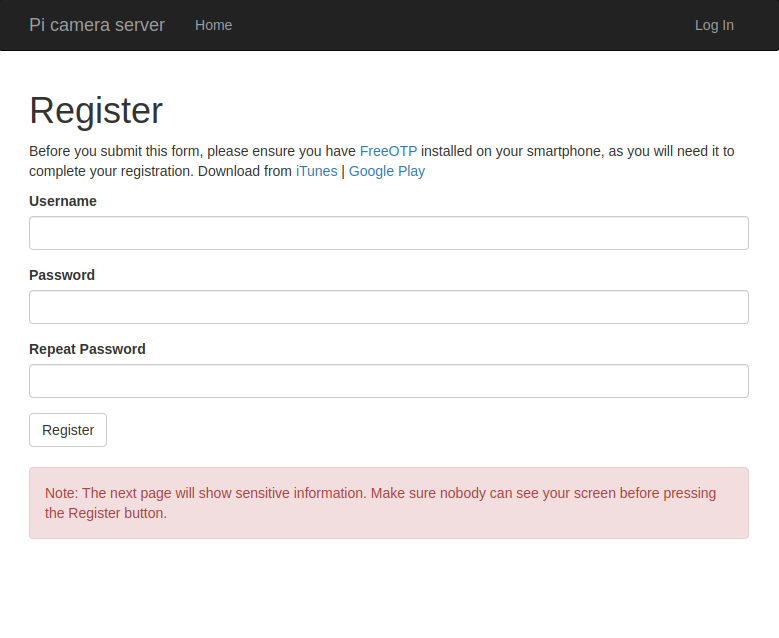 Pi camera server Home Log In
Register
Before you submit this form, please ensure you have FreeOTP installed on your smartphone, as you will need it to
complete your registration. Download from iTunes | Google Play
Username
Password
Repeat Password
Register
Note: The next page will show sensitive information. Make sure nobody can see your screen before pressing
the Register button.